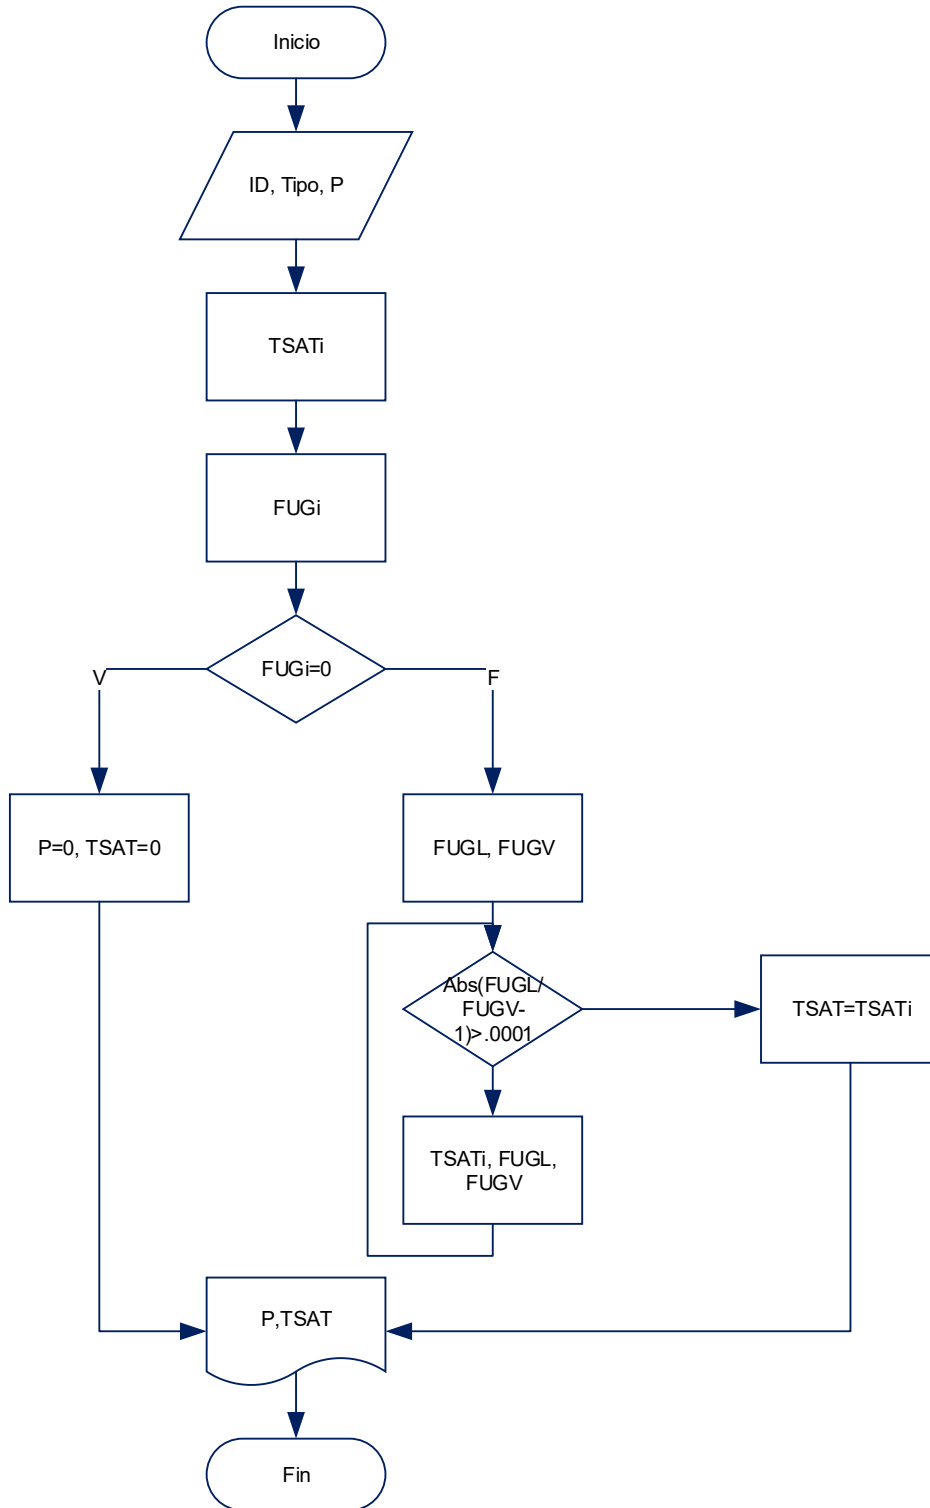 Inicio
ID, Tipo, P
TSATi
FUGi
FUGi=0
V
F
P=0, TSAT=0
FUGL, FUGV
Abs(FUGL/
FUGV-
1)>.0001
TSAT=TSATi
TSATi, FUGL,
FUGV
P,TSAT
Fin